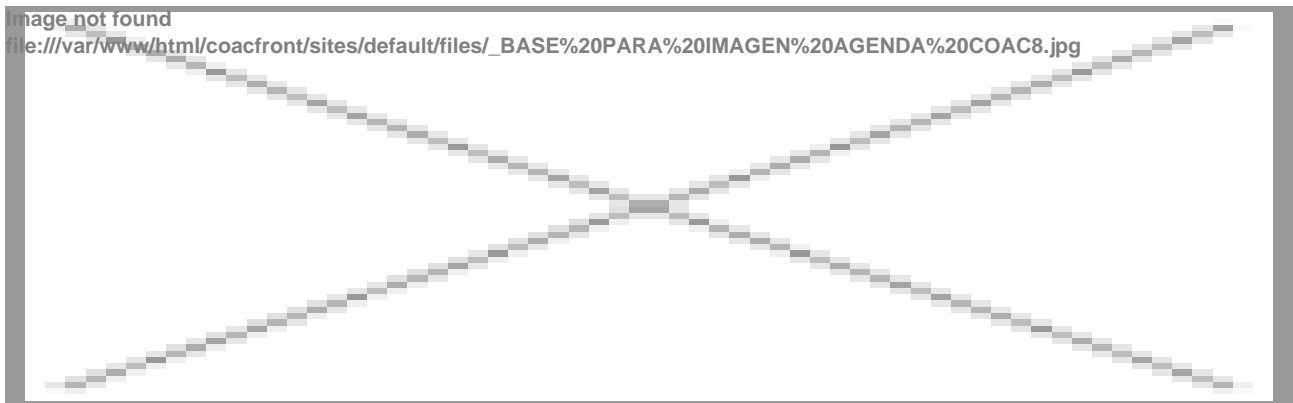 Image not found
file:///var/www/html/coacfront/sites/default/files/_BASE%20PARA%20IMAGEN%20AGENDA%20COAC8.jpg